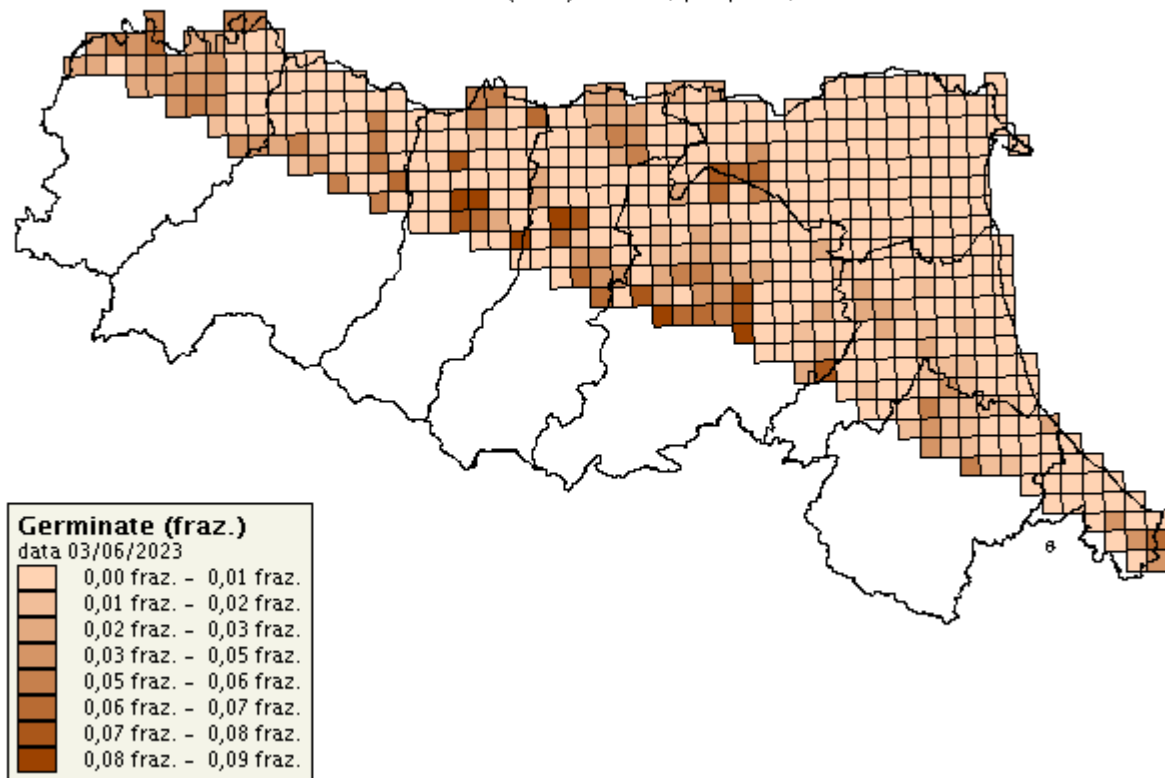 Germinate (fraz.)
data 03/06/2023
0,00 fraz. - 0,01 fraz.
0,01 fraz. - 0,02 fraz.
0,02 fraz. - 0,03 fraz.
0,03 fraz. - 0,05 fraz.
0,05 fraz. - 0,06 fraz.
0,06 fraz. - 0,07 fraz.
0,07 fraz. - 0,08 fraz.
0,08 fraz. - 0,09 fraz.